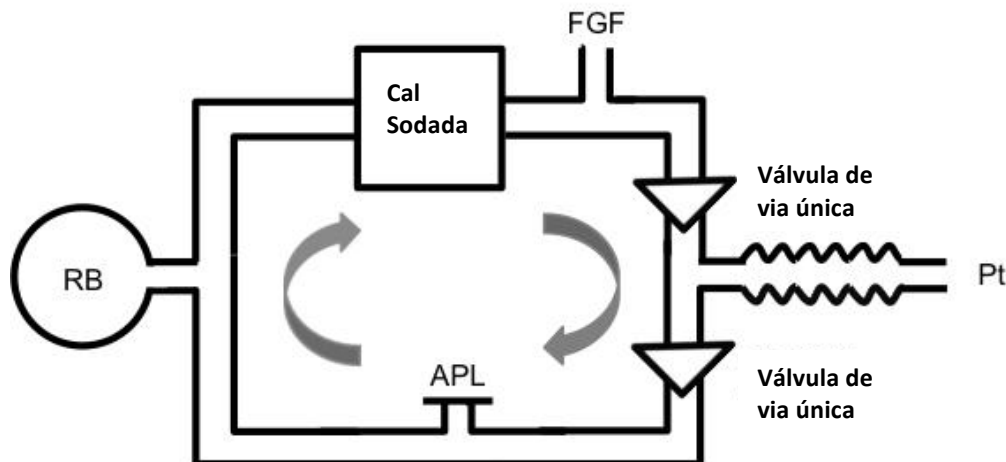 FGF
Cal
Sodada
Válvula de
via única
RB
Pt
APL
Válvula de
via única